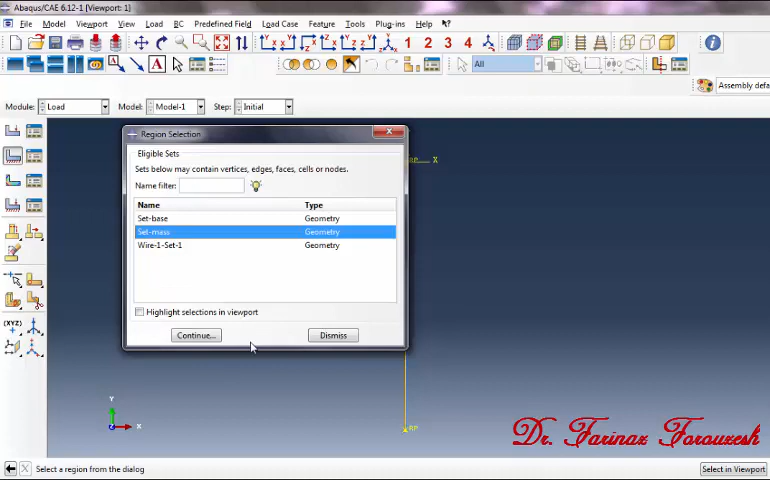 Abaqus/CAE 6.12-1 [Viewport: 1]
File Model Viewport View Load BC Predefined Field Load Case Feature Tools Plug-ins Help
1 2 3 4
A All
Assembly defa
Module: Load Model: Model-1 Step: Initial
Region Selection
Eligible Sets
Sets below may contain vertices, edges, faces, cells or nodes.
Name filter:
Name Type
Set-base Geometry
Set-mass Geometry
Wire-1-Set-1 Geometry
Highlight selections in viewport
Continue... Dismiss
RP X
(XYZ)
Y
X
RP
Dr. Farinaz Forouzesh
Select a region from the dialog
Select in Viewport